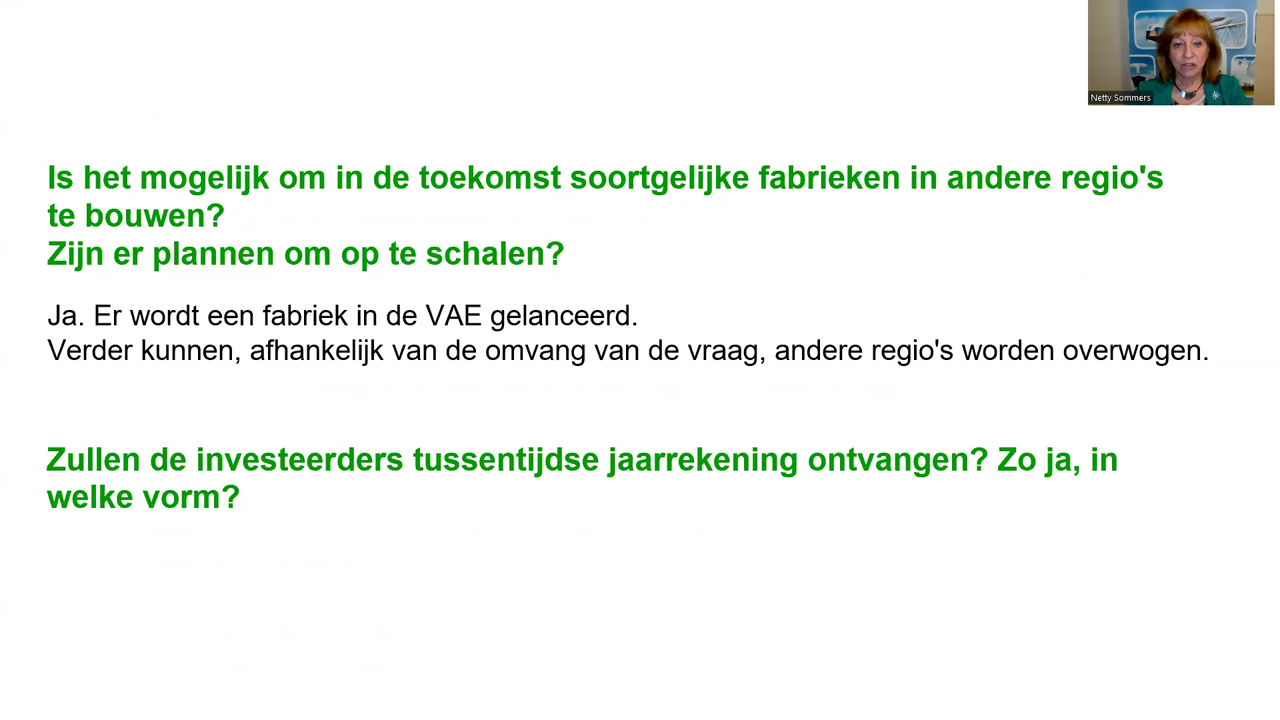 Netty Sommers
Is het mogelijk om in de toekomst soortgelijke fabrieken in andere regio's
te bouwen?
Zijn er plannen om op te schalen?
Ja. Er wordt een fabriek in de VAE gelanceerd.
Verder kunnen, afhankelijk van de omvang van de vraag, andere regio's worden overwogen.
Zullen de investeerders tussentijdse jaarrekening ontvangen? Zo ja, in
welke vorm?